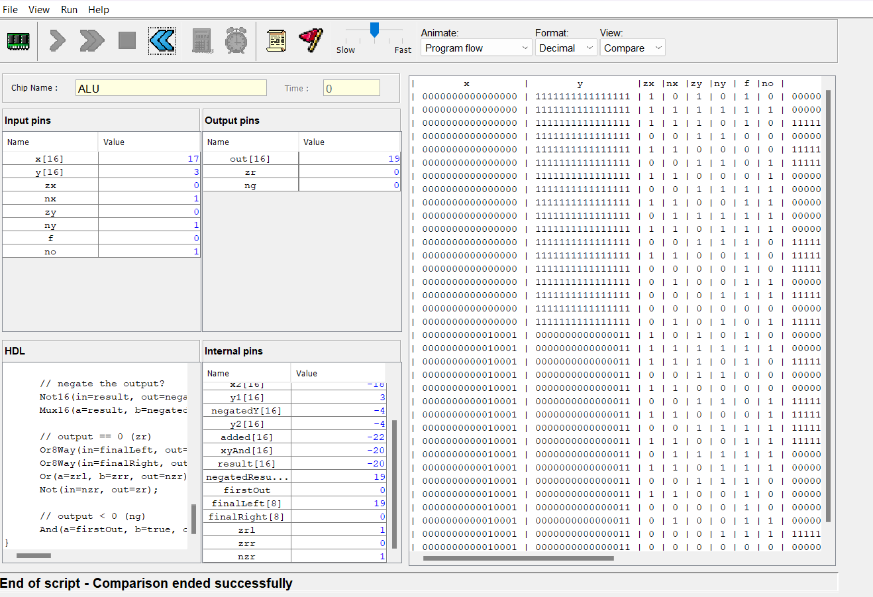 File View Run Help
Slow
Fast
Animate:
Program flow
Format:
Decimal
View:
Compare
Chip Name :
ALU
Time :
0
Input pins
Name Value
x[16] 17
y[16] 3
zx 0
nx 1
zy 0
ny 1
f 0
no 1
Output pins
Name Value
out[16] 19
zr 0
ng 0
HDL
// negate the output?
Not16(in=result, out=nega
Mux16(a=result, b=negated
// output == 0 (zr)
Or8Way(in=finalLeft, out=
Or8Way(in=finalRight, out
Or(a=zrl, b=zrr, out=nzr)
Not(in=nzr, out=zr);
// output < 0 (ng)
And(a=firstOut, b=true, c
}
Internal pins
Name Value
x2[16] -18
y1[16] 3
negatedY[16] -4
y2[16] -4
added[16] -22
xyAnd[16] -20
result[16] -20
negatedResu... 19
firstOut 0
finalLeft[8] 19
finalRight[8] 0
zrl 1
zrr 0
nzr 1
| x | y |zx |nx |zy |ny | f |no |
| 0000000000000000 | 1111111111111111 | 1 | 0 | 1 | 0 | 1 | 0 | 00000
| 0000000000000000 | 1111111111111111 | 1 | 1 | 1 | 1 | 1 | 1 | 00000
| 0000000000000000 | 1111111111111111 | 1 | 1 | 1 | 0 | 1 | 0 | 11111
| 0000000000000000 | 1111111111111111 | 0 | 0 | 1 | 1 | 0 | 0 | 00000
| 0000000000000000 | 1111111111111111 | 1 | 1 | 0 | 0 | 0 | 0 | 11111
| 0000000000000000 | 1111111111111111 | 0 | 0 | 1 | 1 | 0 | 1 | 11111
| 0000000000000000 | 1111111111111111 | 1 | 1 | 0 | 0 | 0 | 1 | 00000
| 0000000000000000 | 1111111111111111 | 0 | 0 | 1 | 1 | 1 | 1 | 00000
| 0000000000000000 | 1111111111111111 | 1 | 1 | 0 | 0 | 1 | 1 | 00000
| 0000000000000000 | 1111111111111111 | 0 | 1 | 1 | 1 | 1 | 1 | 00000
| 0000000000000000 | 1111111111111111 | 1 | 1 | 0 | 1 | 1 | 1 | 00000
| 0000000000000000 | 1111111111111111 | 0 | 0 | 1 | 1 | 1 | 0 | 11111
| 0000000000000000 | 1111111111111111 | 1 | 1 | 0 | 0 | 1 | 0 | 11111
| 0000000000000000 | 1111111111111111 | 0 | 0 | 0 | 0 | 1 | 0 | 11111
| 0000000000000000 | 1111111111111111 | 0 | 1 | 0 | 0 | 1 | 1 | 00000
| 0000000000000000 | 1111111111111111 | 0 | 0 | 0 | 1 | 1 | 1 | 11111
| 0000000000000000 | 1111111111111111 | 0 | 0 | 0 | 0 | 0 | 0 | 00000
| 0000000000000000 | 1111111111111111 | 0 | 1 | 0 | 1 | 0 | 1 | 11111
| 0000000000010001 | 0000000000000011 | 1 | 0 | 1 | 0 | 1 | 0 | 00000
| 0000000000010001 | 0000000000000011 | 1 | 1 | 1 | 1 | 1 | 1 | 00000
| 0000000000010001 | 0000000000000011 | 1 | 1 | 1 | 0 | 1 | 0 | 11111
| 0000000000010001 | 0000000000000011 | 0 | 0 | 1 | 1 | 0 | 0 | 00000
| 0000000000010001 | 0000000000000011 | 1 | 1 | 0 | 0 | 0 | 0 | 00000
| 0000000000010001 | 0000000000000011 | 0 | 0 | 1 | 1 | 0 | 1 | 11111
| 0000000000010001 | 0000000000000011 | 1 | 1 | 0 | 0 | 0 | 1 | 11111
| 0000000000010001 | 0000000000000011 | 0 | 0 | 1 | 1 | 1 | 1 | 11111
| 0000000000010001 | 0000000000000011 | 1 | 1 | 0 | 0 | 1 | 1 | 11111
| 0000000000010001 | 0000000000000011 | 0 | 1 | 1 | 1 | 1 | 1 | 00000
| 0000000000010001 | 0000000000000011 | 1 | 1 | 0 | 1 | 1 | 1 | 00000
| 0000000000010001 | 0000000000000011 | 0 | 0 | 1 | 1 | 1 | 0 | 00000
| 0000000000010001 | 0000000000000011 | 1 | 1 | 0 | 0 | 1 | 0 | 00000
| 0000000000010001 | 0000000000000011 | 0 | 0 | 0 | 0 | 1 | 0 | 00000
| 0000000000010001 | 0000000000000011 | 0 | 1 | 0 | 0 | 1 | 1 | 00000
| 0000000000010001 | 0000000000000011 | 0 | 0 | 0 | 1 | 1 | 1 | 11111
| 0000000000010001 | 0000000000000011 | 0 | 0 | 0 | 0 | 0 | 0 | 00000
End of script - Comparison ended successfully